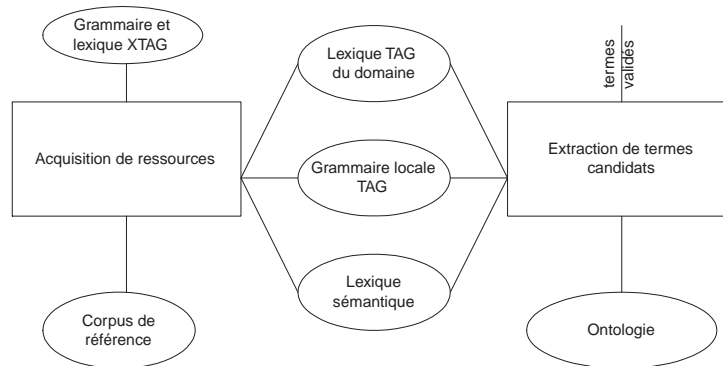 Grammaire et
lexique XTAG
Lexique TAG
du domaine
termes
validés
Acquisition de ressources
Grammaire locale
TAG
Extraction de termes
candidats
Lexique
sémantique
Corpus de
référence
Ontologie